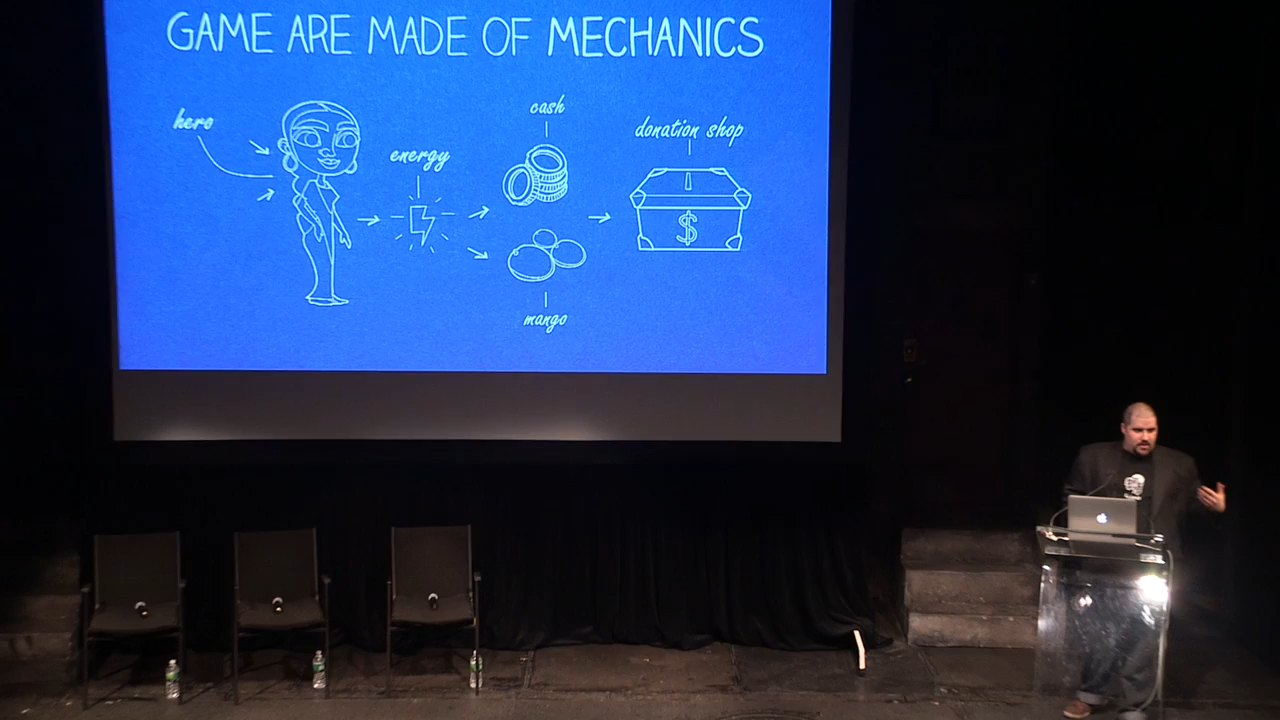 GAME ARE MADE OF MECHANICS
hero
energy
cash
mango
donation shop
$